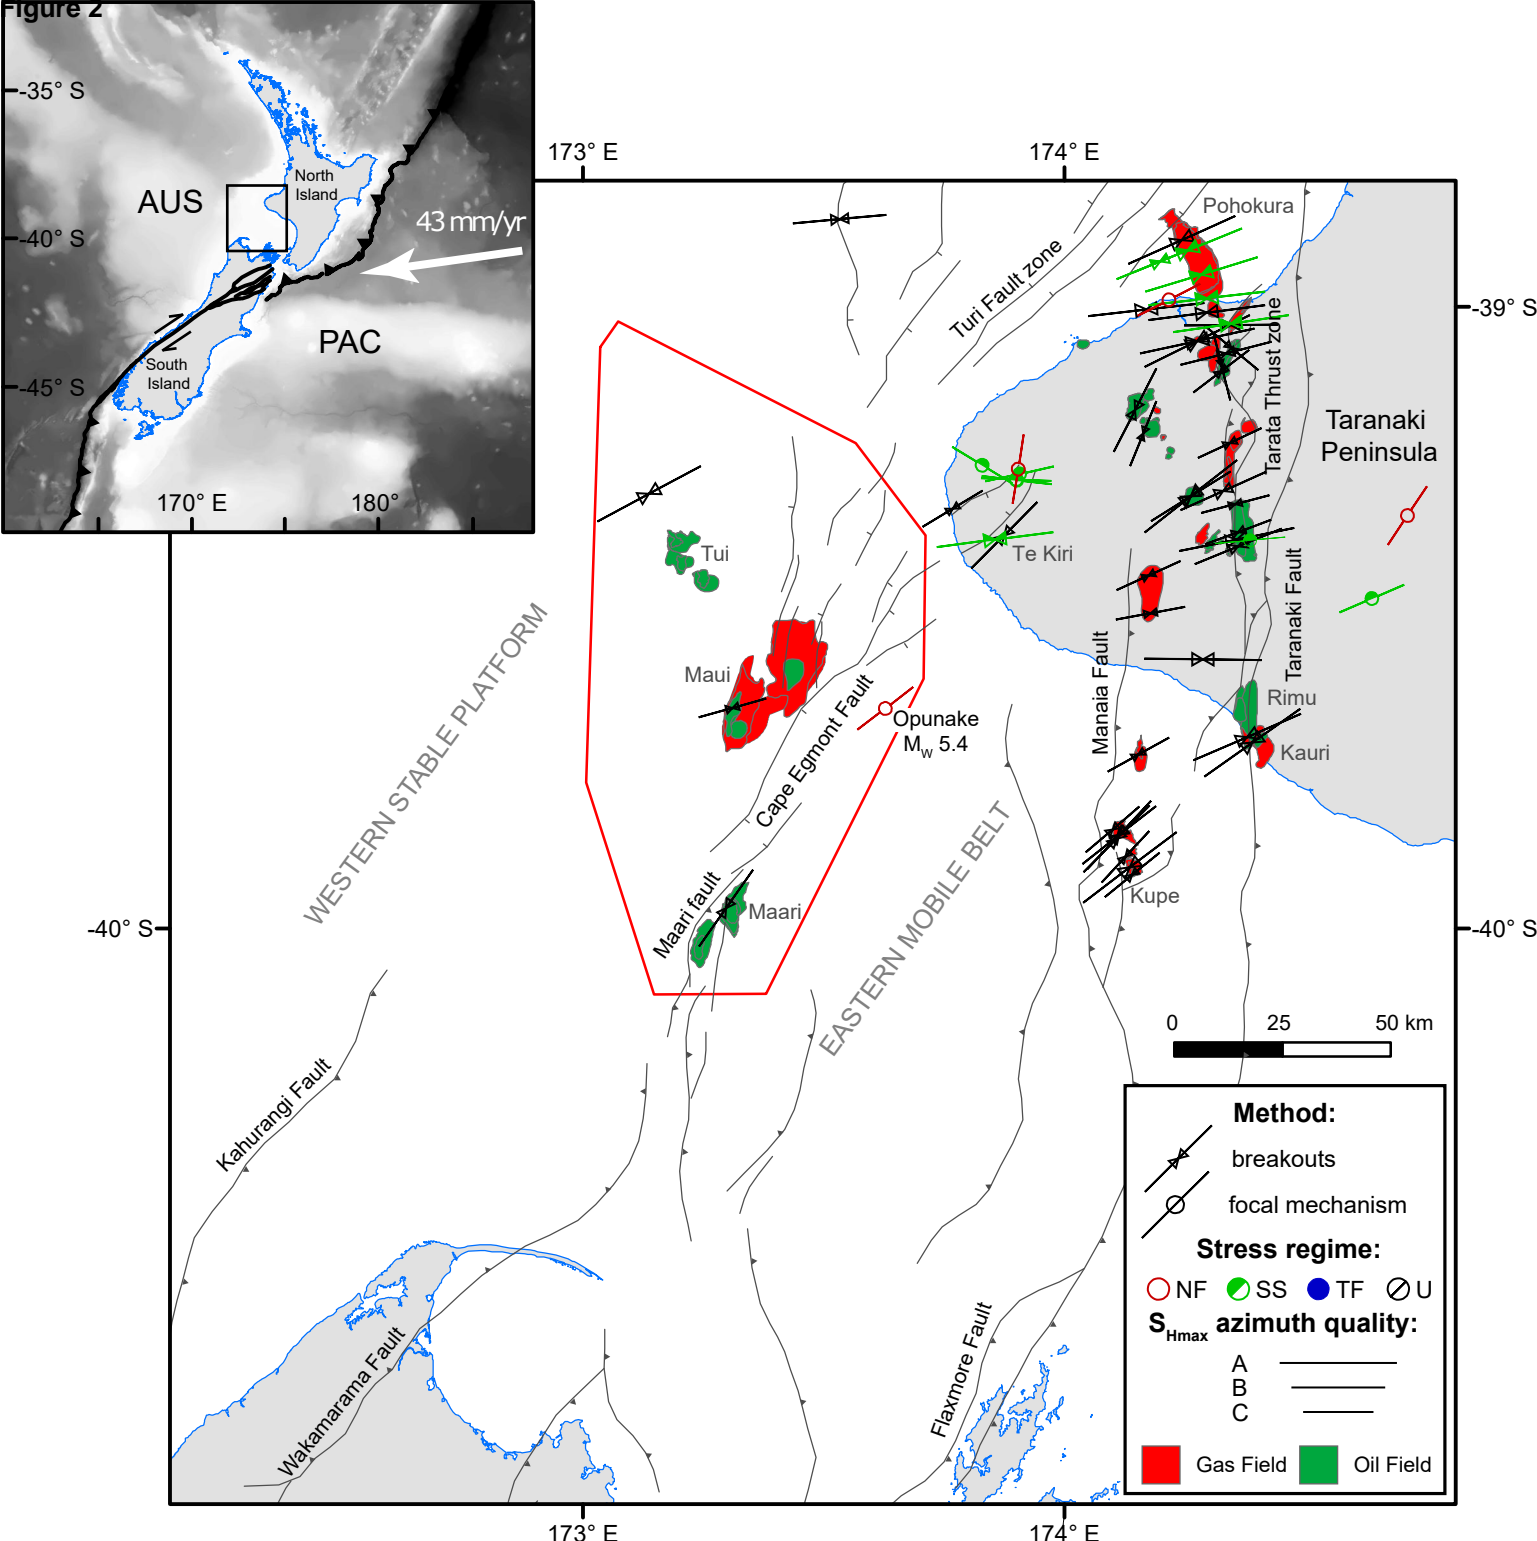 Figure 2
-35° S
-40° S
-45° S
170° E
180°
AUS
PAC
North
Island
South
Island
43 mm/yr
173° E
174° E
-39° S
-40° S
-40° S
173° E
174° E
Pohokura
Turi Fault zone
Tarata Thrust zone
Taranaki
Peninsula
Tui
Te Kiri
Maui
Opunake
Mw 5.4
Cape Egmont Fault
Manaia Fault
Taranaki Fault
Rimu
Kauri
WESTERN STABLE PLATFORM
EASTERN MOBILE BELT
Maari fault
Maari
Kupe
Kahurangi Fault
Wakamarama Fault
Flaxmore Fault
0 25 50 km
Method:
breakouts
focal mechanism
Stress regime:
NF SS TF U
SHmax azimuth quality:
A
B
C
Gas Field Oil Field